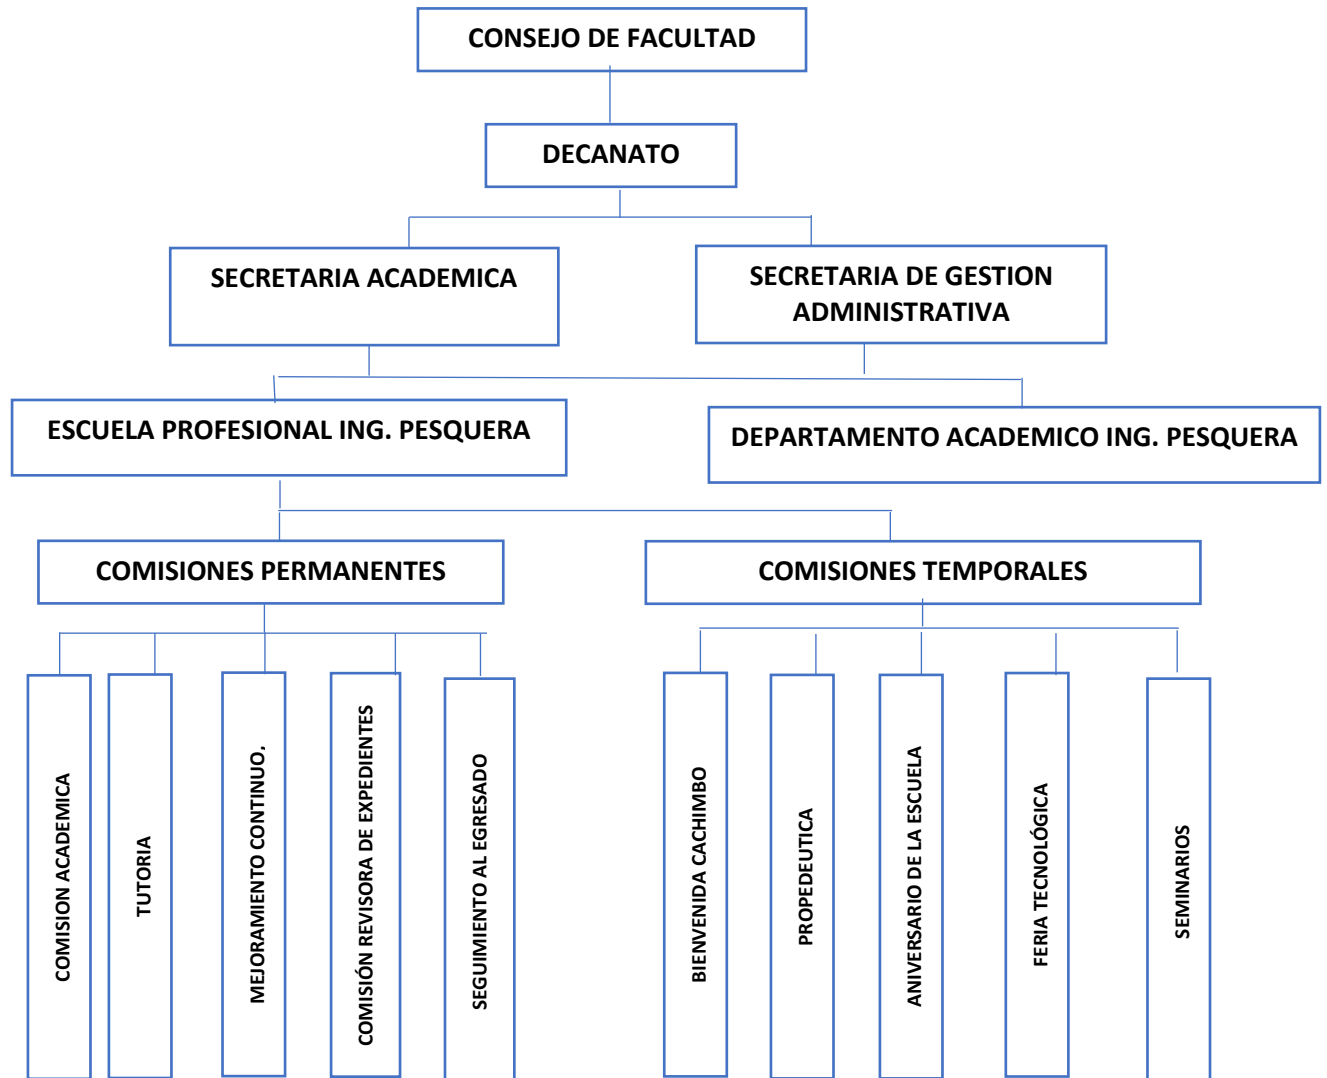 CONSEJO DE FACULTAD
DECANATO
SECRETARIA ACADEMICA
SECRETARIA DE GESTION
ADMINISTRATIVA
ESCUELA PROFESIONAL ING. PESQUERA
DEPARTAMENTO ACADEMICO ING. PESQUERA
COMISIONES PERMANENTES
COMISIONES TEMPORALES
COMISION ACADEMICA
TUTORIA
MEJORAMIENTO CONTINUO,
COMISIÓN REVISORA DE EXPEDIENTES
SEGUIMIENTO AL EGRESADO
BIENVENIDA CACHIMBO
PROPEDEUTICA
ANIVERSARIO DE LA ESCUELA
FERIA TECNOLÓGICA
SEMINARIOS